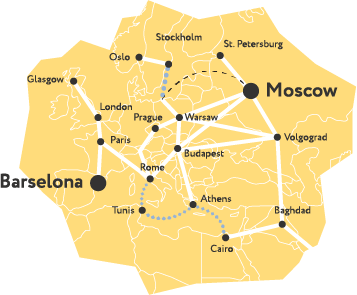 Stockholm
Oslo
St. Petersburg
Glasgow
Moscow
London
Prague
Warsaw
Paris
Volgograd
Budapest
Rome
Barselona
Athens
Tunis
Baghdad
Cairo